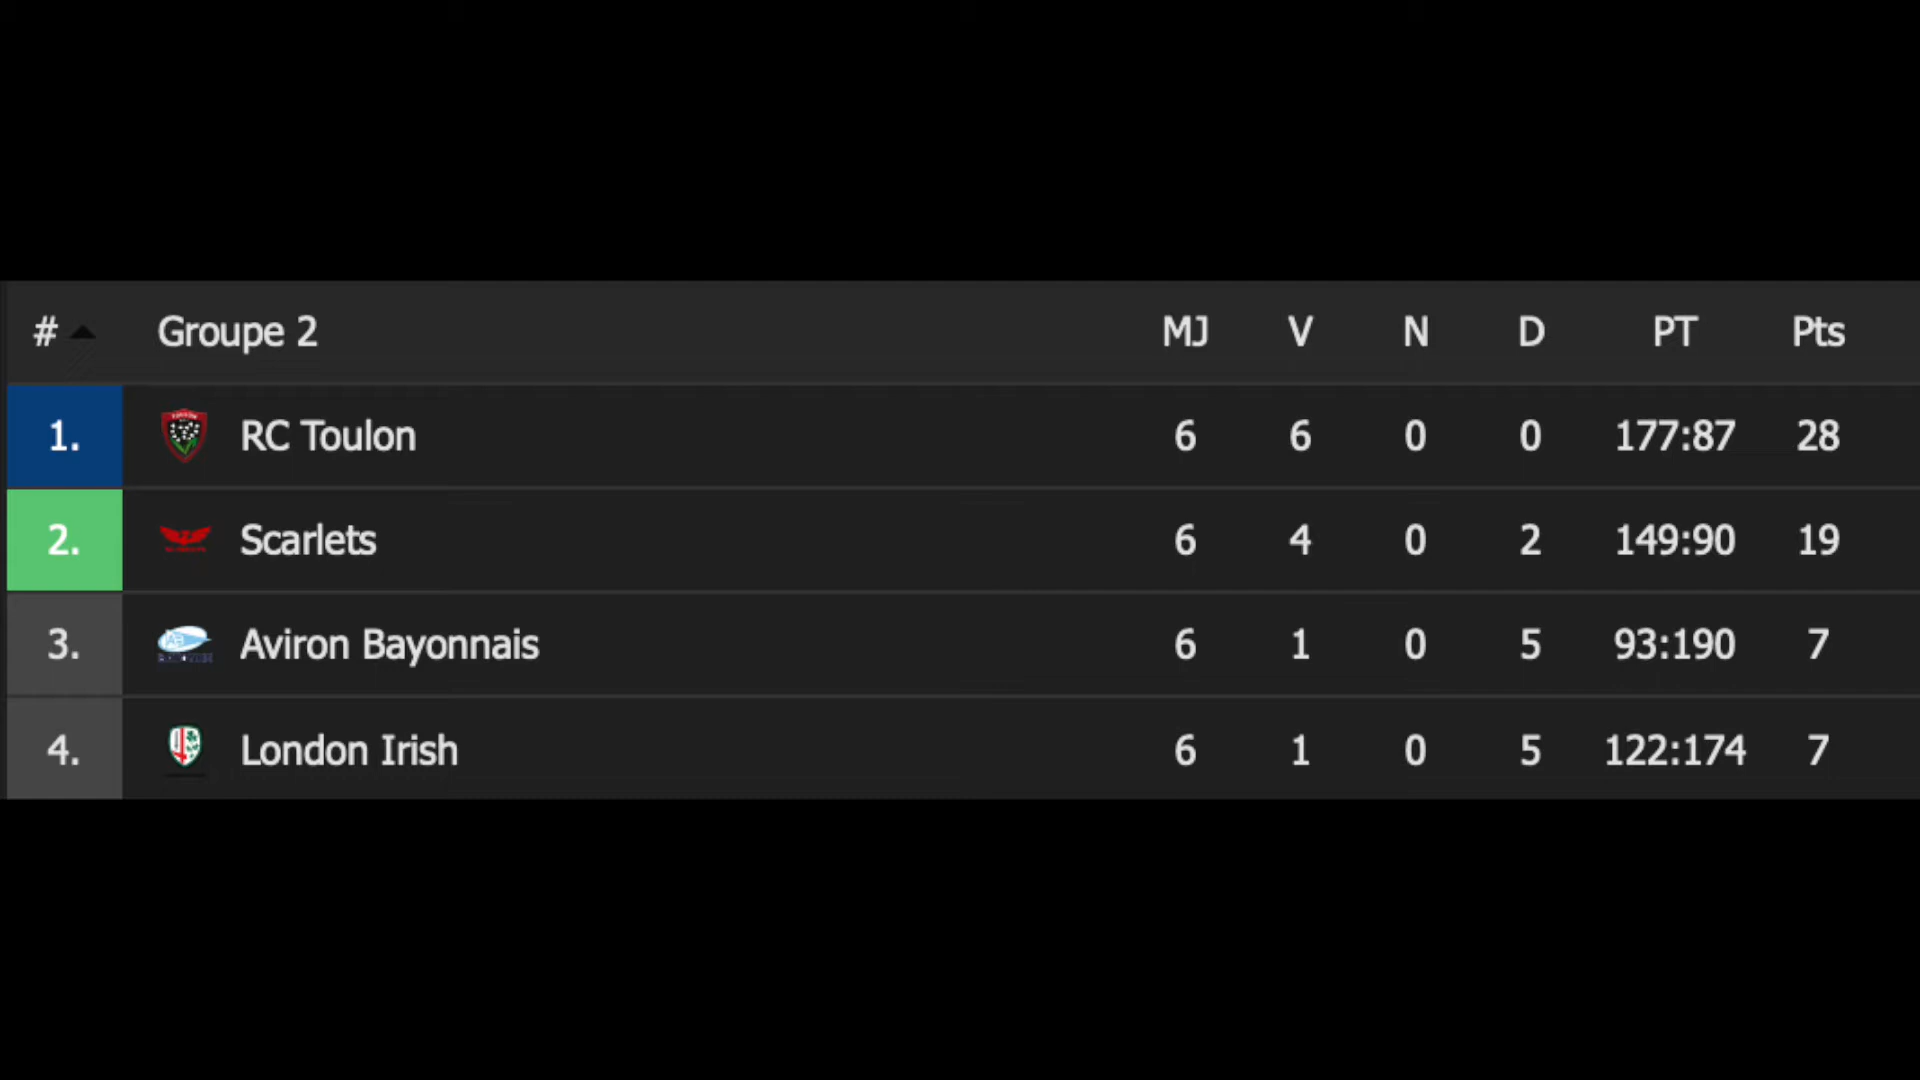 # Groupe 2 MJ V N D PT Pts
1. RC Toulon 6 6 0 0 177:87 28
2. Scarlets 6 4 0 2 149:90 19
3. Aviron Bayonnais 6 1 0 5 93:190 7
4. London Irish 6 1 0 5 122:174 7